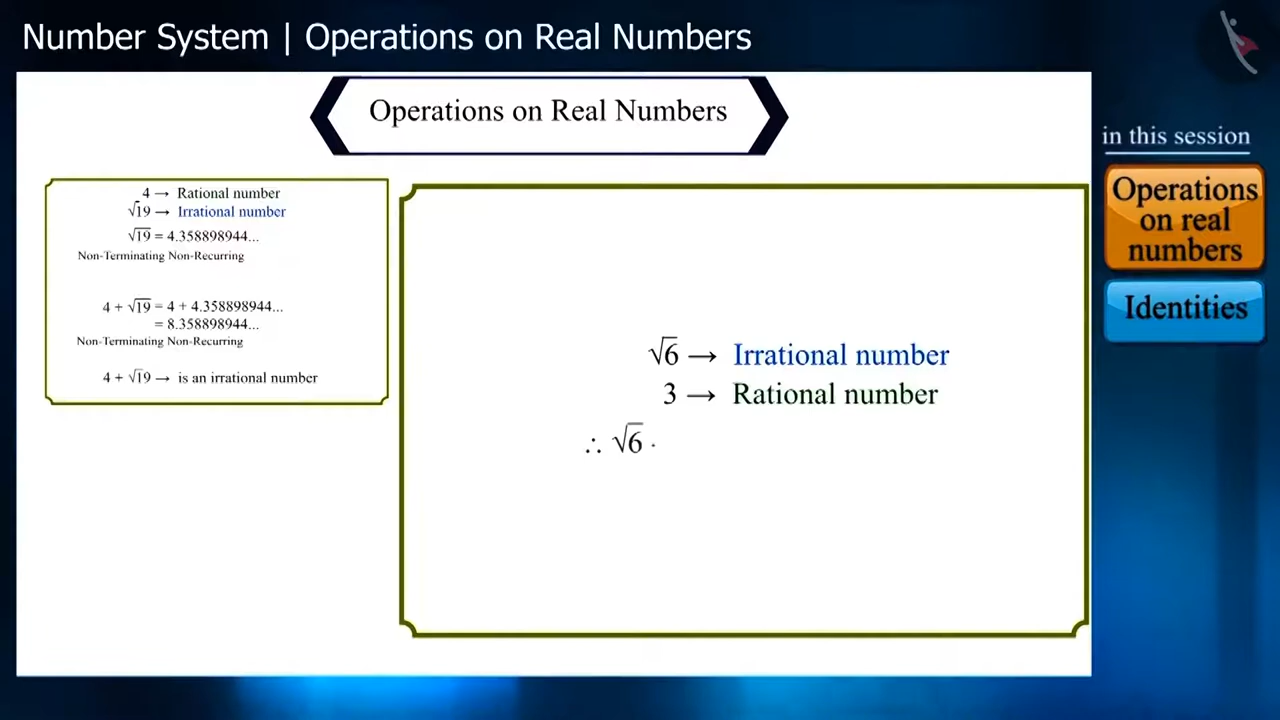 Number System | Operations on Real Numbers
Operations on Real Numbers
in this session
Operations
on real
numbers
Identities
4 → Rational number
√19 → Irrational number
√19 = 4.358898944...
Non-Terminating Non-Recurring
4 + √19 = 4 + 4.358898944...
= 8.358898944...
Non-Terminating Non-Recurring
4 + √19 → is an irrational number
√6 → Irrational number
3 → Rational number
∴ √6